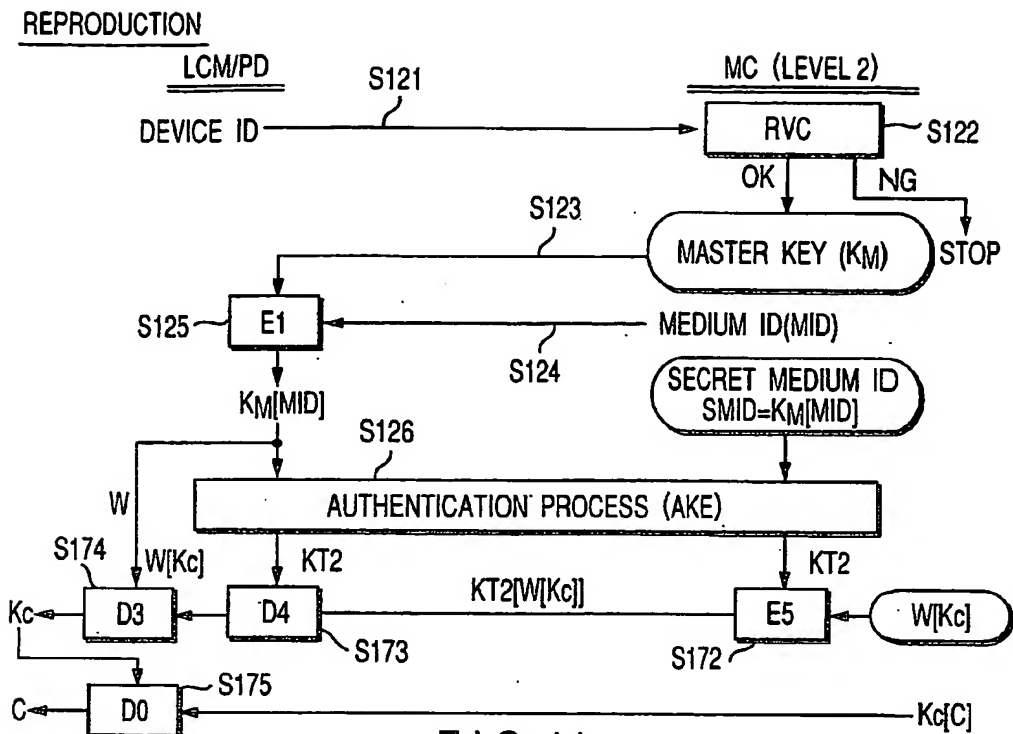 REPRODUCTION
LCM/PD
MC (LEVEL 2)
S121
DEVICE ID
RVC
S122
OK
NG
S123
MASTER KEY (KM)
STOP
S125
E1
MEDIUM ID(MID)
S124
KM[MID]
SECRET MEDIUM ID
SMID=KM[MID]
S126
W
AUTHENTICATION PROCESS (AKE)
S174
W[Kc]
KT2
KT2[W[Kc]]
KT2
Kc
D3
D4
E5
W[Kc]
S173
S172
S175
C
D0
Kc[C]